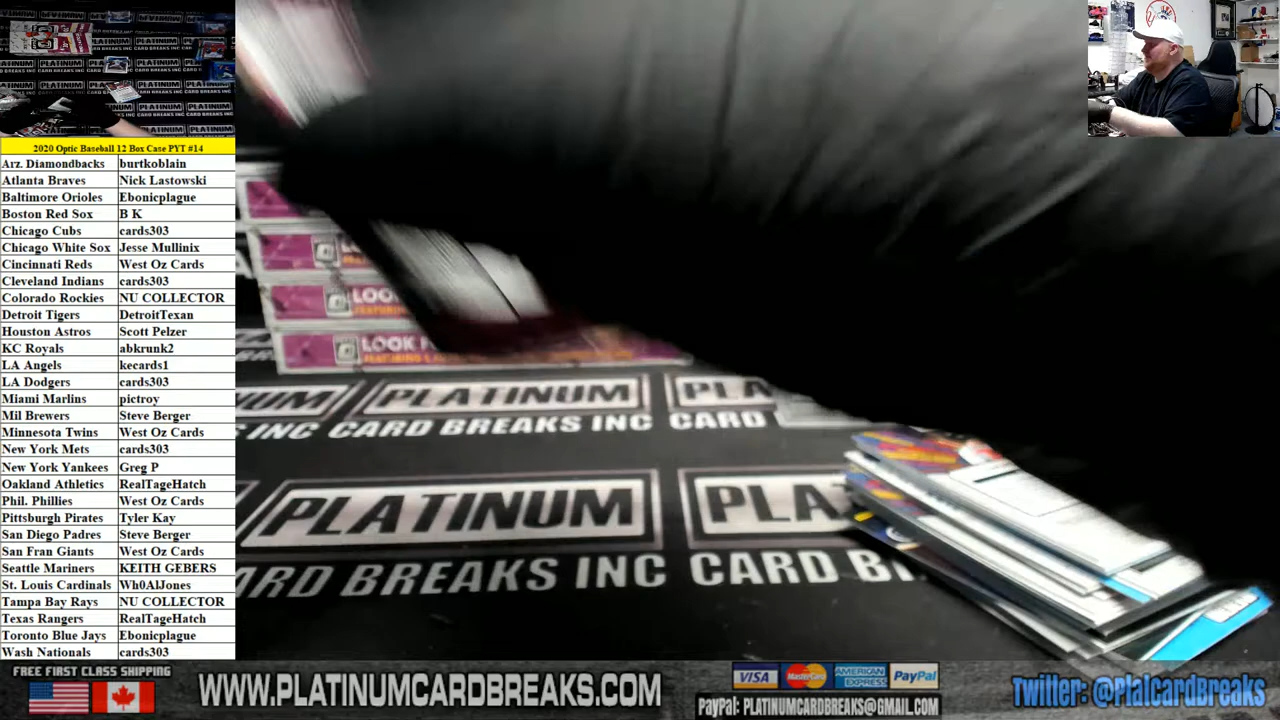 2020 Optic Baseball 12 Box Case PYT #14
Arz. Diamondbacks burtkoblain
Atlanta Braves Nick Lastowski
Baltimore Orioles Ebonicplague
Boston Red Sox B K
Chicago Cubs cards303
Chicago White Sox Jesse Mullinix
Cincinnati Reds West Oz Cards
Cleveland Indians cards303
Colorado Rockies NU COLLECTOR
Detroit Tigers DetroitTexan
Houston Astros Scott Pelzer
KC Royals abkrunk2
LA Angels kecards1
LA Dodgers cards303
Miami Marlins pictroy
Mil Brewers Steve Berger
Minnesota Twins West Oz Cards
New York Mets cards303
New York Yankees Greg P
Oakland Athletics RealTageHatch
Phil. Phillies West Oz Cards
Pittsburgh Pirates Tyler Kay
San Diego Padres Steve Berger
San Fran Giants West Oz Cards
Seattle Mariners KEITH GEBERS
St. Louis Cardinals Wh0AlJones
Tampa Bay Rays NU COLLECTOR
Texas Rangers RealTageHatch
Toronto Blue Jays Ebonicplague
Wash Nationals cards303
LOOK
LOOK
PLATINUM PLA
INC CARD BREAKS INC CARD
PLATINUM PLA
CARD BREAKS INC CARD
FREE FIRST CLASS SHIPPING
WWW.PLATINUMCARDBREAKS.COM
VISA MasterCard AMERICAN EXPRESS PayPal
PayPal: PLATINUMCARDBREAKS@GMAIL.COM
Twitter: @PlatCardBreaks